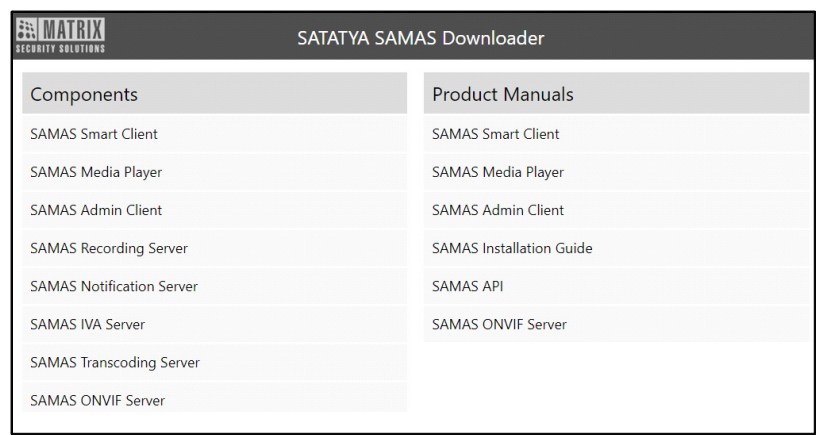 MATRIX
SECURITY SOLUTIONS
SATATYA SAMAS Downloader
Components
SAMAS Smart Client
SAMAS Media Player
SAMAS Admin Client
SAMAS Recording Server
SAMAS Notification Server
SAMAS IVA Server
SAMAS Transcoding Server
SAMAS ONVIF Server
Product Manuals
SAMAS Smart Client
SAMAS Media Player
SAMAS Admin Client
SAMAS Installation Guide
SAMAS API
SAMAS ONVIF Server